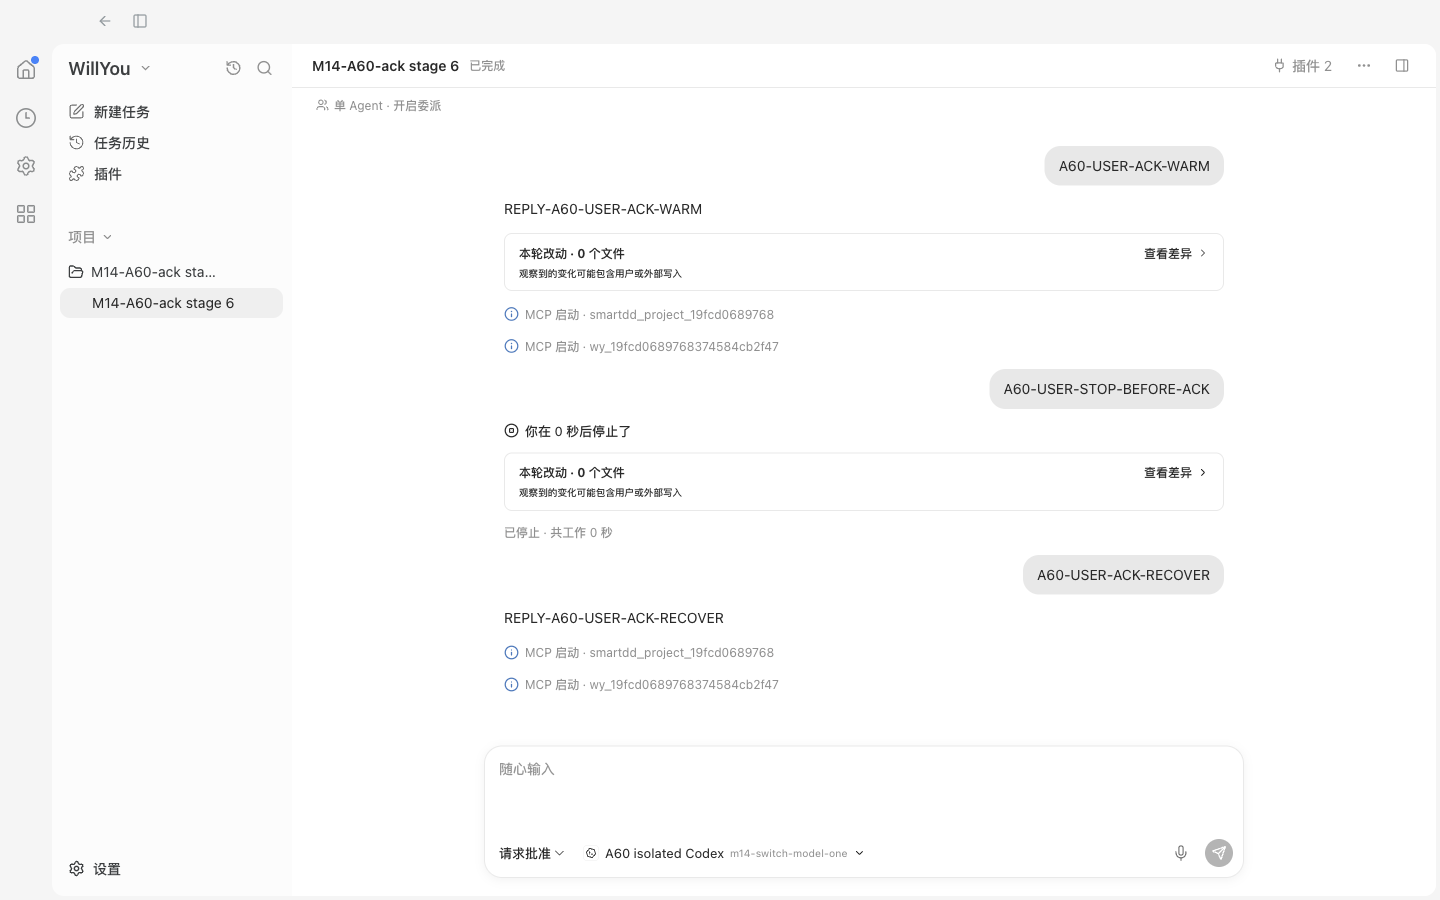 WillYou
新建任务
任务历史
插件
项目
M14-A60-ack sta...
M14-A60-ack stage 6
设置
M14-A60-ack stage 6 已完成
插件 2
单 Agent · 开启委派
A60-USER-ACK-WARM
REPLY-A60-USER-ACK-WARM
本轮改动 · 0 个文件 查看差异
观察到的变化可能包含用户或外部写入
MCP 启动 · smartdd_project_19fcd0689768
MCP 启动 · wy_19fcd0689768374584cb2f47
A60-USER-STOP-BEFORE-ACK
你在 0 秒后停止了
本轮改动 · 0 个文件 查看差异
观察到的变化可能包含用户或外部写入
已停止 · 共工作 0 秒
A60-USER-ACK-RECOVER
REPLY-A60-USER-ACK-RECOVER
MCP 启动 · smartdd_project_19fcd0689768
MCP 启动 · wy_19fcd0689768374584cb2f47
随心输入
请求批准 A60 isolated Codex m14-switch-model-one